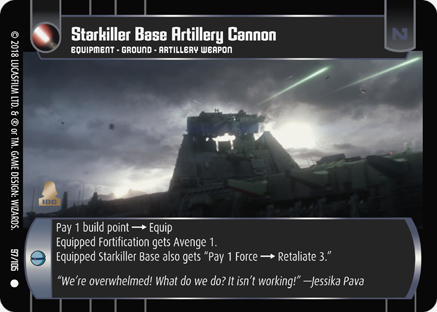 Starkiller Base Artillery Cannon
EQUIPMENT - GROUND - ARTILLERY WEAPON
N
© 2018 LUCASFILM LTD. & ® or TM. GAME DESIGN: WIZARDS.
97/105
100
Pay 1 build point → Equip
Equipped Fortification gets Avenge 1.
Equipped Starkiller Base also gets “Pay 1 Force → Retaliate 3.”
“We’re overwhelmed! What do we do? It isn’t working!” —Jessika Pava